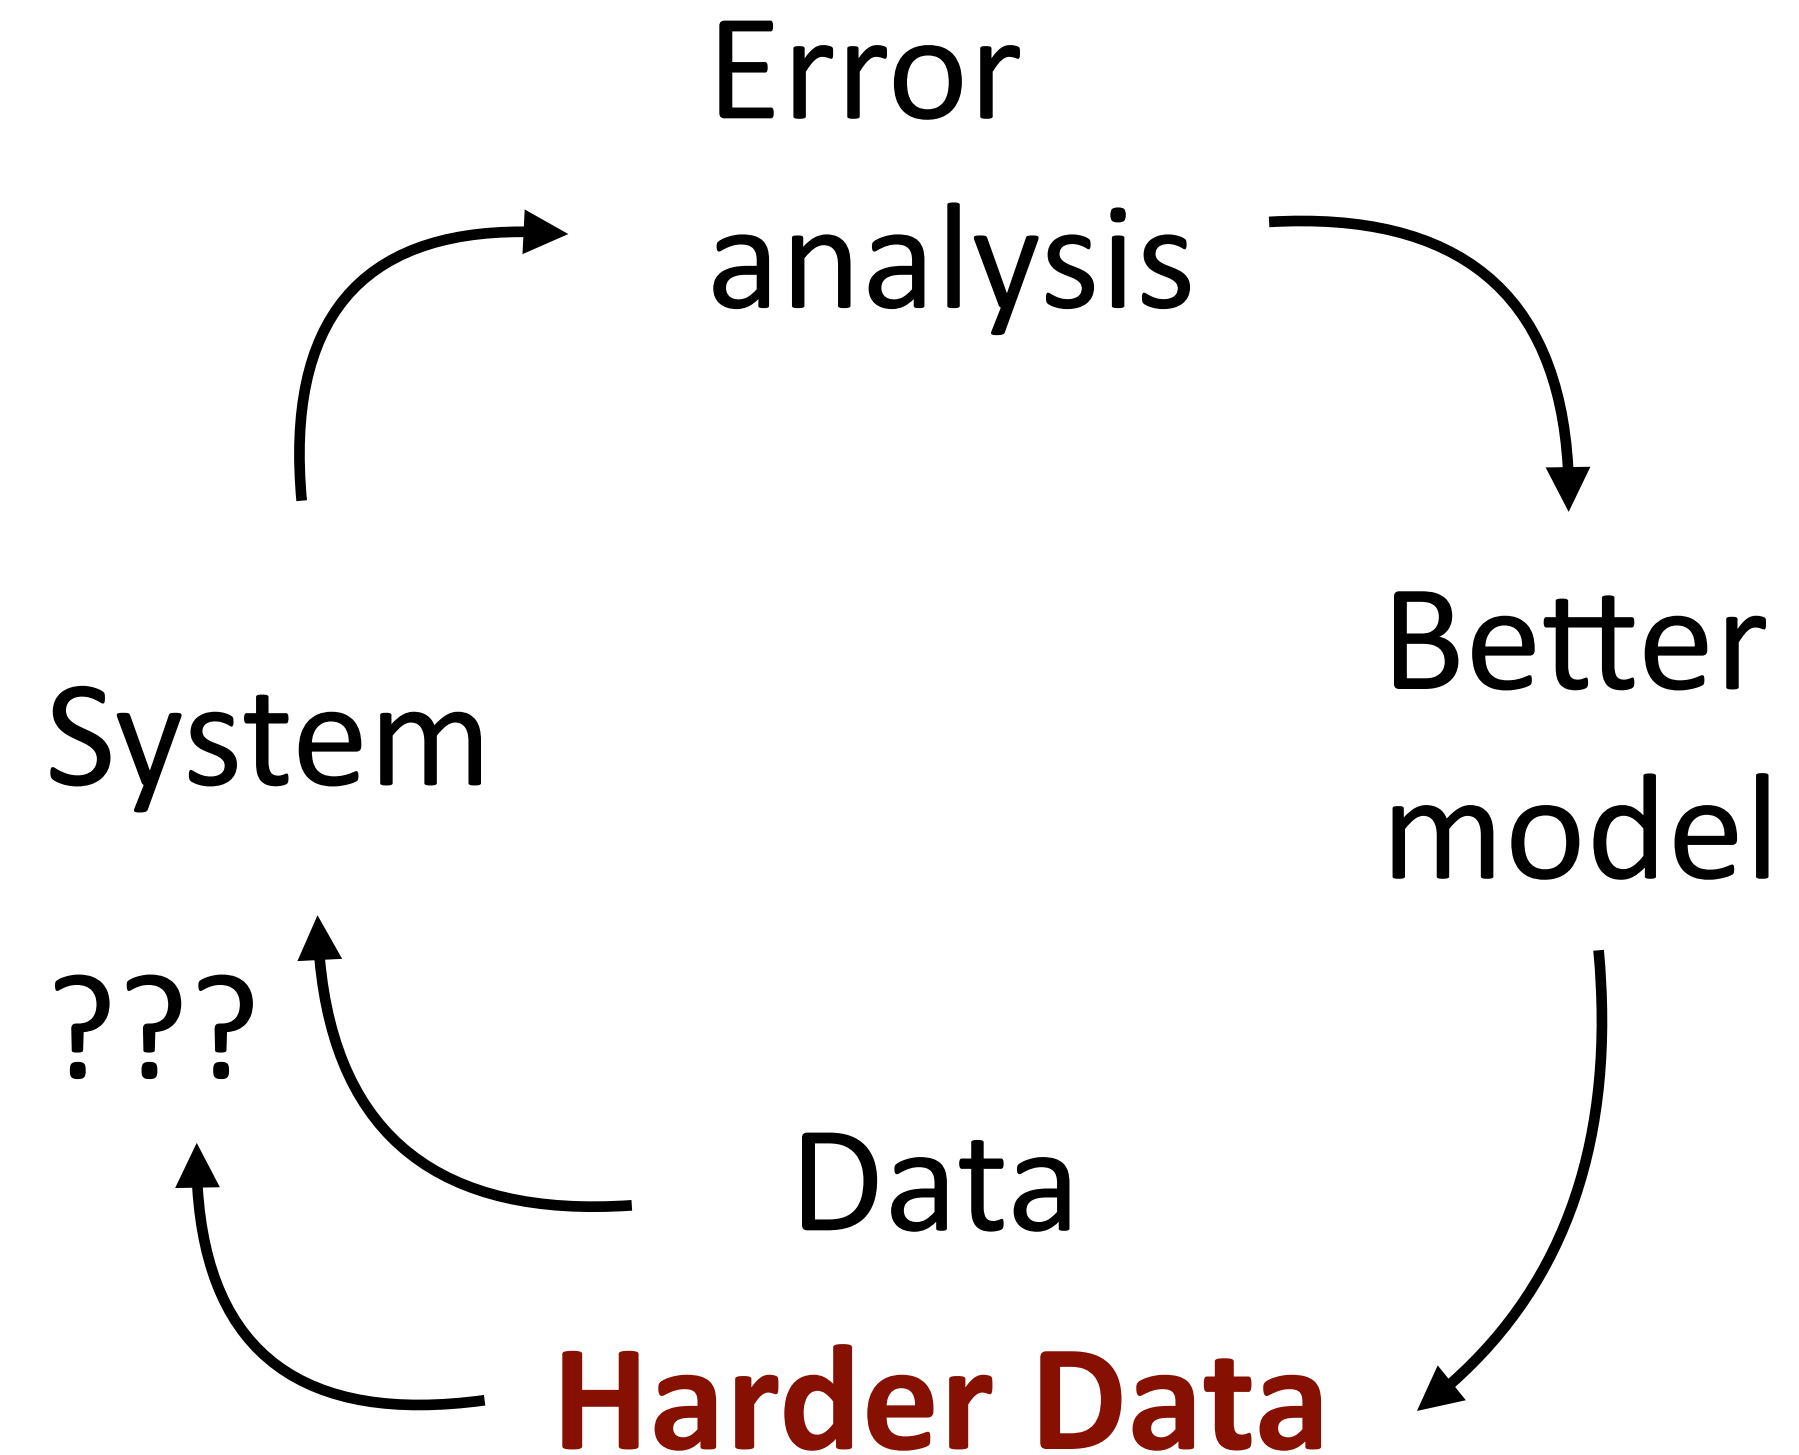 Error
analysis
Better
model
System
???
Data
Harder Data